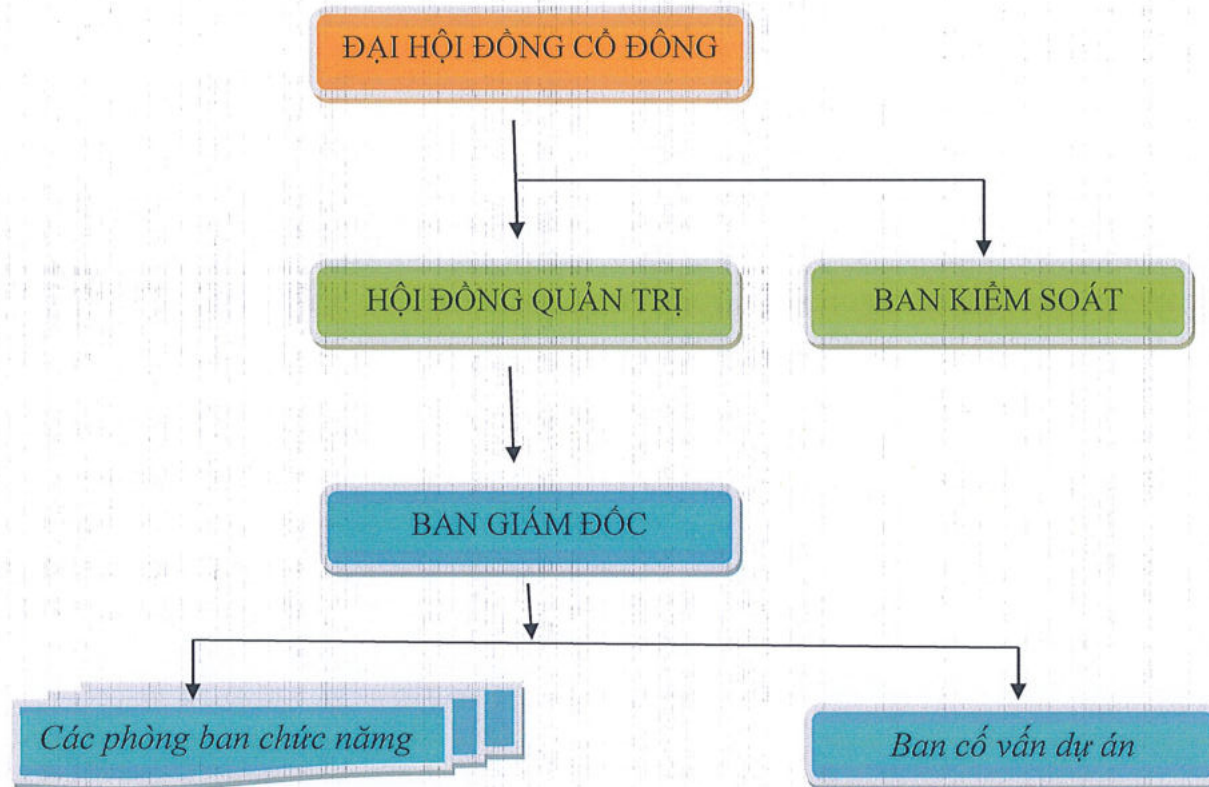 ĐẠI HỘI ĐỒNG CỔ ĐÔNG
HỘI ĐỒNG QUẢN TRỊ
BAN KIỂM SOÁT
BAN GIÁM ĐỐC
Các phòng ban chức nămg
Ban cố vấn dự án